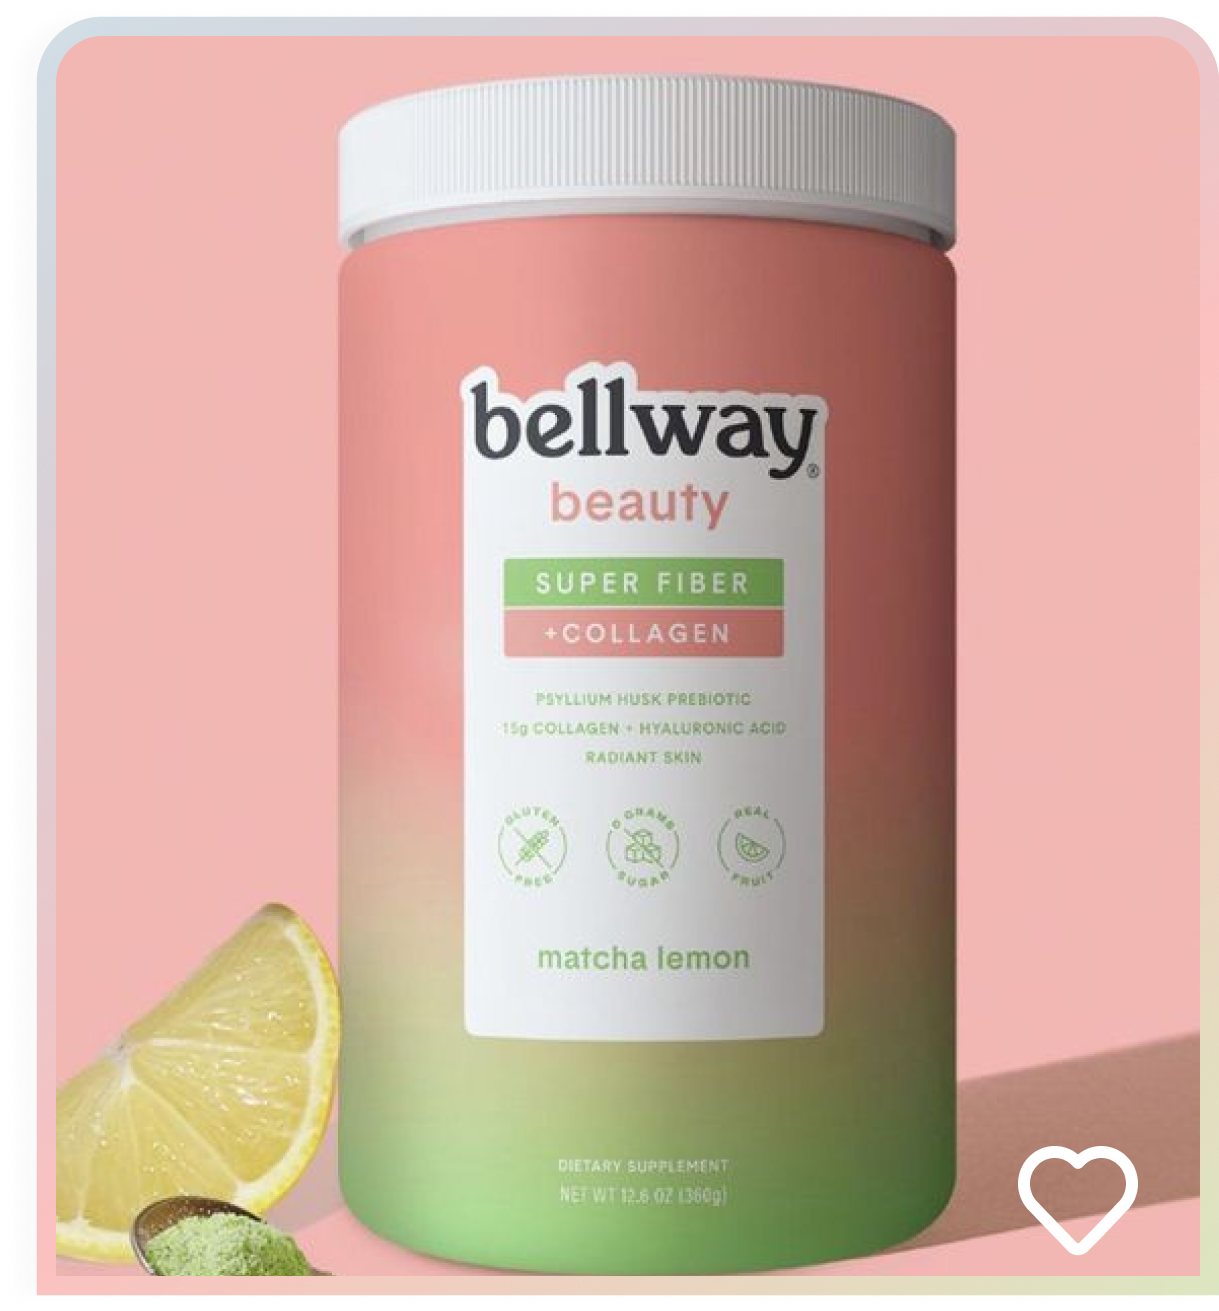 bellway®
beauty
SUPER FIBER
+COLLAGEN
PSYLLIUM HUSK PREBIOTIC
15g COLLAGEN + HYALURONIC ACID
RADIANT SKIN
GLUTEN FREE
0 GRAMS SUGAR
REAL FRUIT
matcha lemon
DIETARY SUPPLEMENT
NET WT 12.6 OZ (360g)